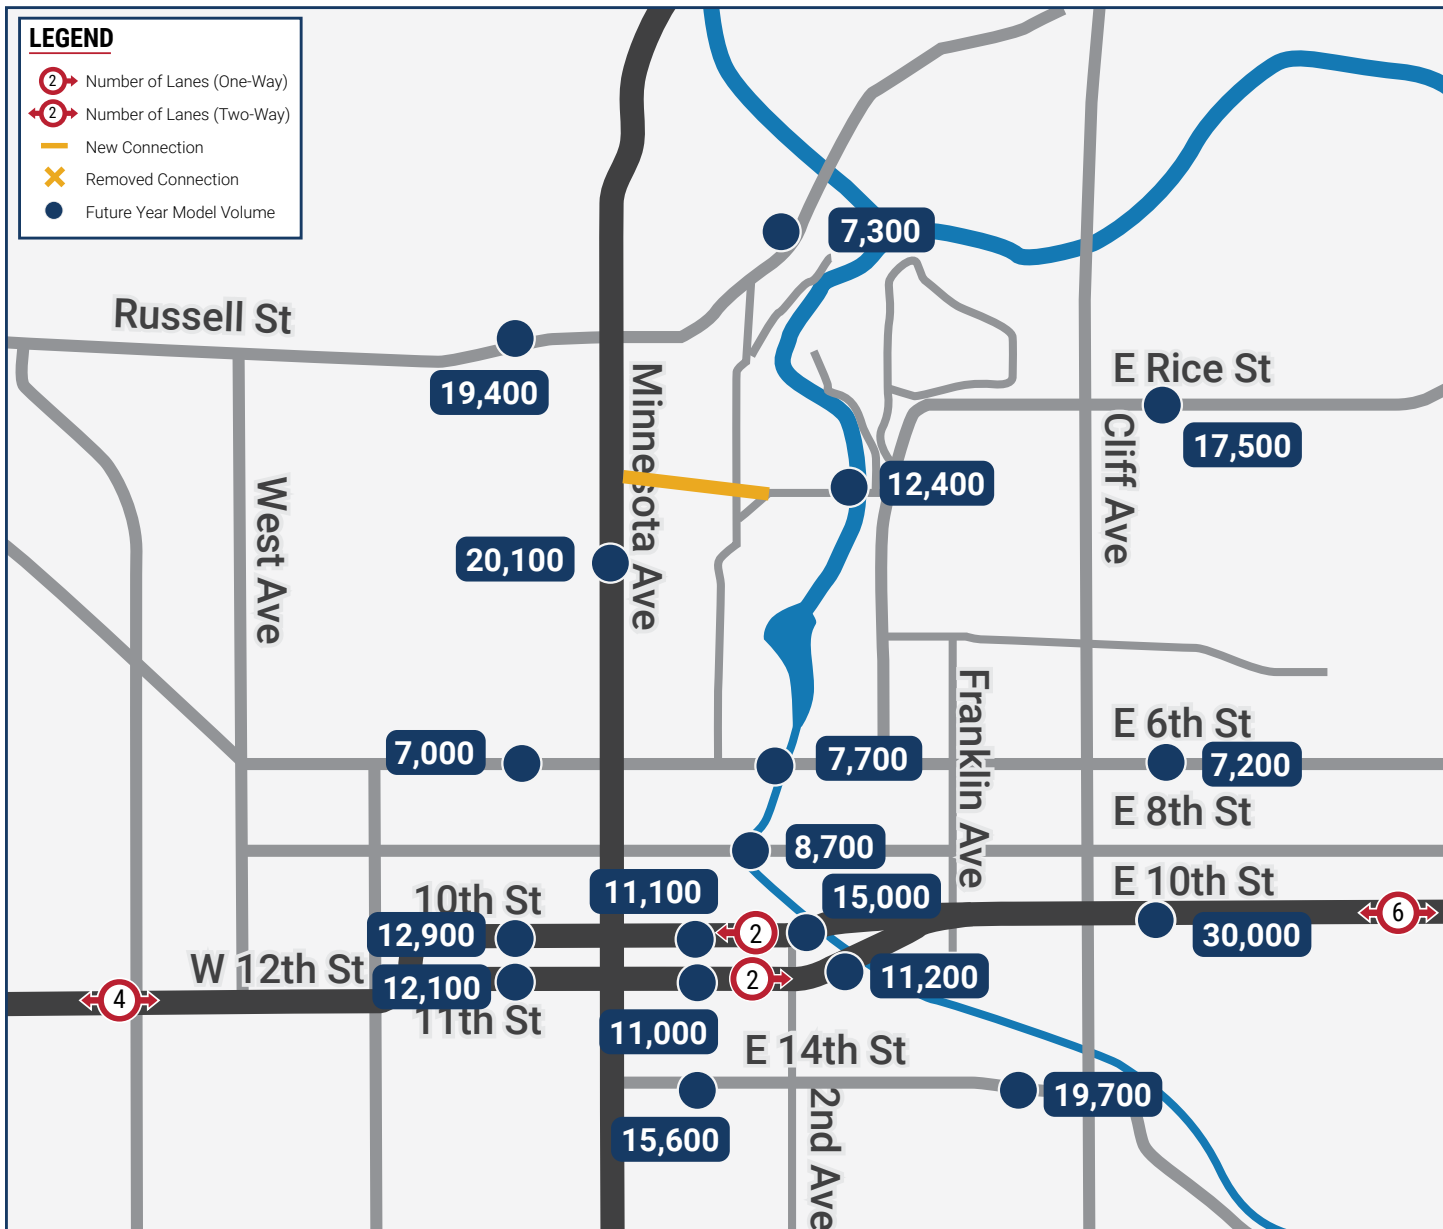 LEGEND
2 Number of Lanes (One-Way)
2 Number of Lanes (Two-Way)
New Connection
Removed Connection
Future Year Model Volume
7,300
Russell St
19,400
Minnesota Ave
E Rice St
17,500
Cliff Ave
12,400
West Ave
20,100
Franklin Ave
E 6th St
7,000
7,700
7,200
E 8th St
8,700
E 10th St
11,100
15,000
10th St
12,900
2
6
30,000
W 12th St
12,100
2
11,200
4
11th St
11,000
E 14th St
19,700
2nd Ave
15,600